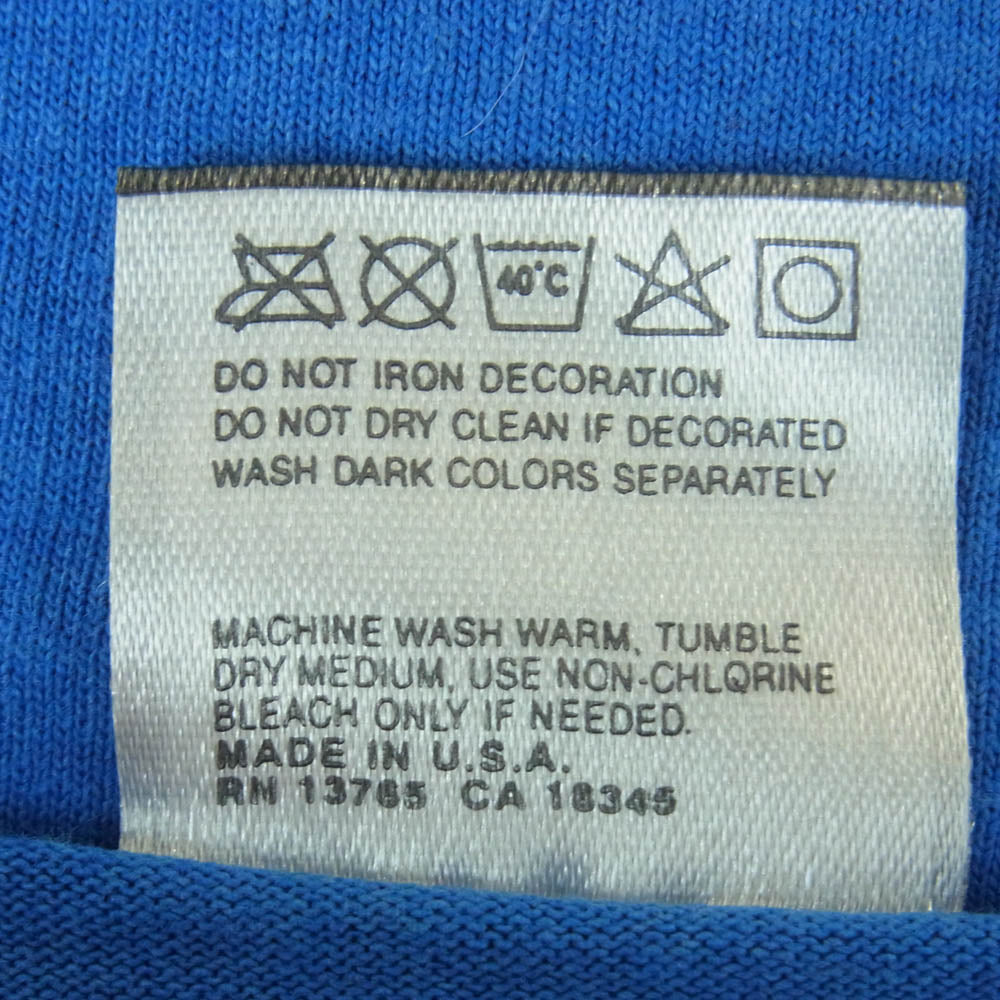 40°C
DO NOT IRON DECORATION
DO NOT DRY CLEAN IF DECORATED
WASH DARK COLORS SEPARATELY
MACHINE WASH WARM, TUMBLE
DRY MEDIUM, USE NON-CHLORINE
BLEACH ONLY IF NEEDED.
MADE IN U.S.A.
RN 13765 CA 18345